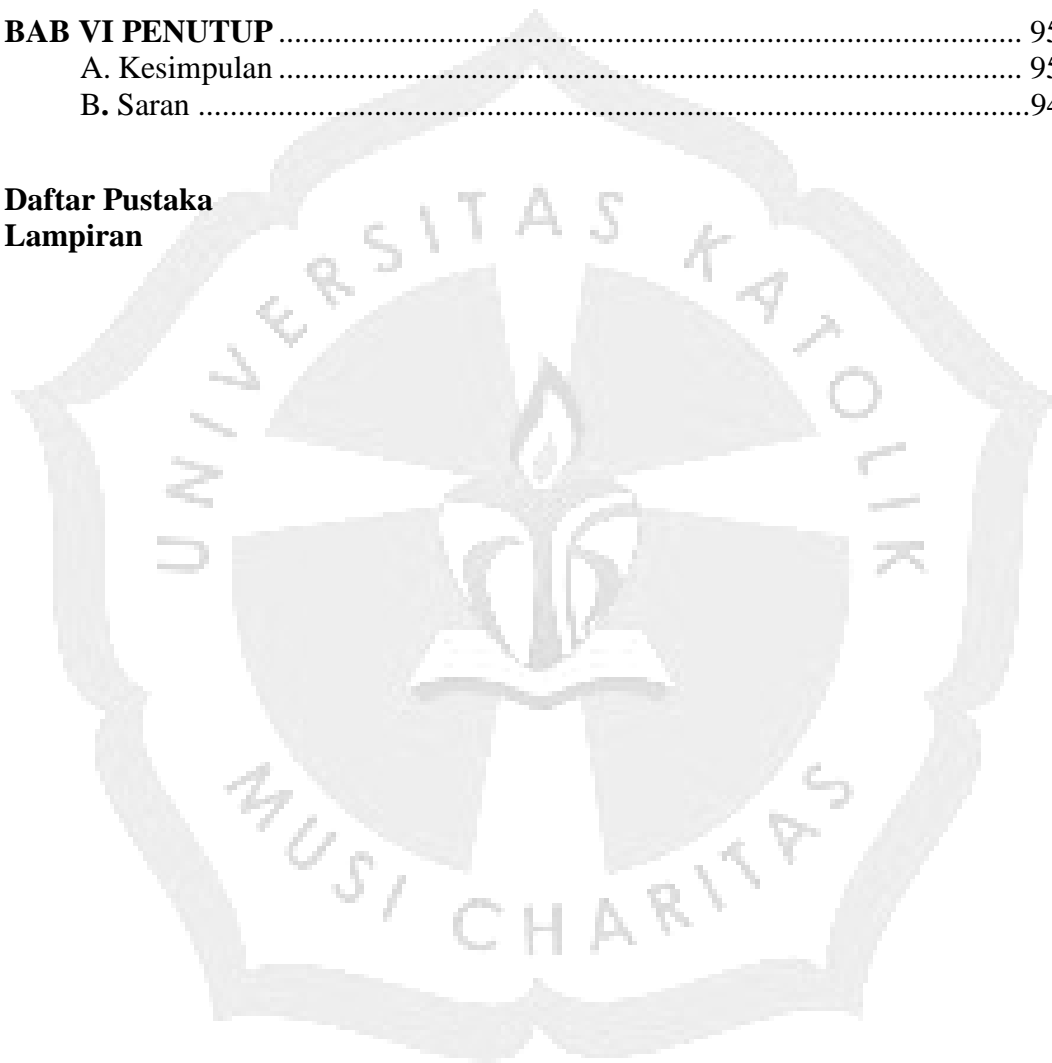 BAB VI PENUTUP ............................................................................................. 95
A. Kesimpulan ............................................................................................. 95
B. Saran ........................................................................................................94
Daftar Pustaka
Lampiran
UNIVERSITAS KATOLIK
MUSI CHARITAS